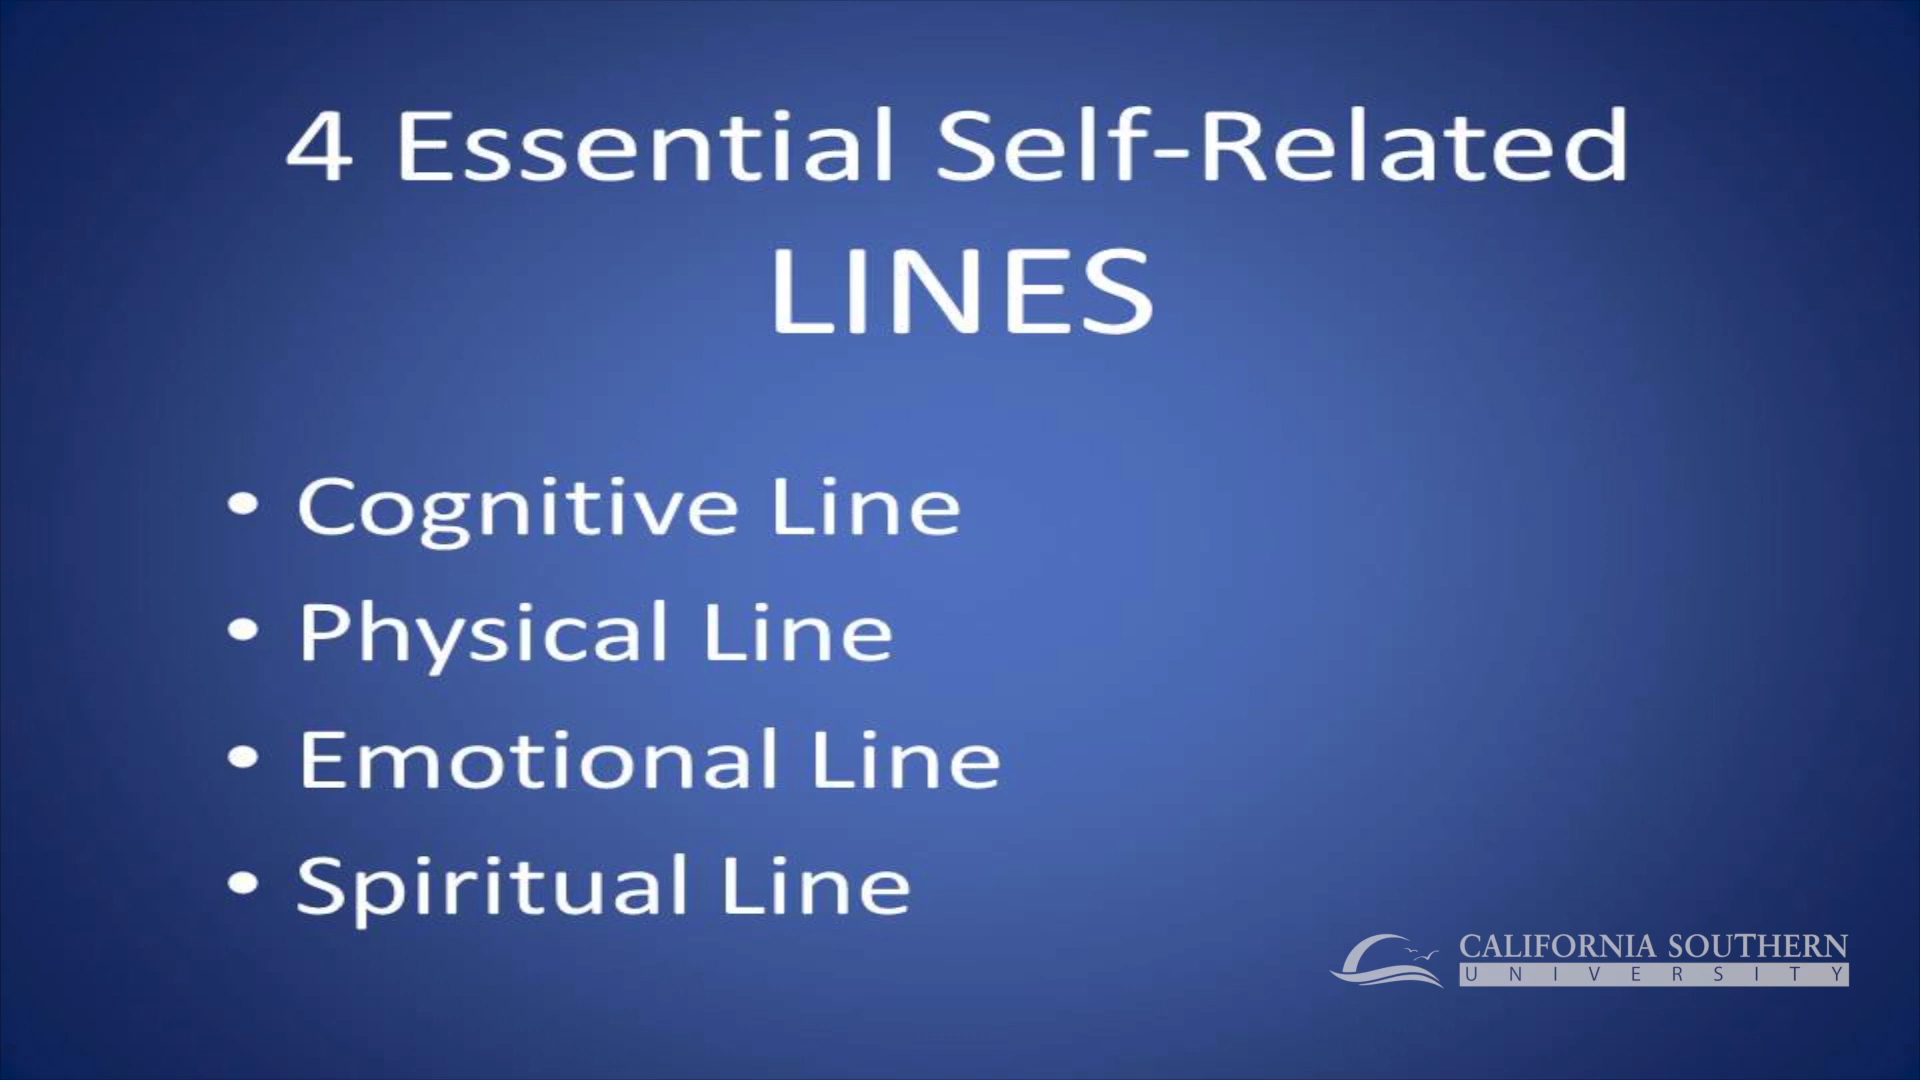 4 Essential Self-Related
LINES
• Cognitive Line
• Physical Line
• Emotional Line
• Spiritual Line
CALIFORNIA SOUTHERN
UNIVERSITY